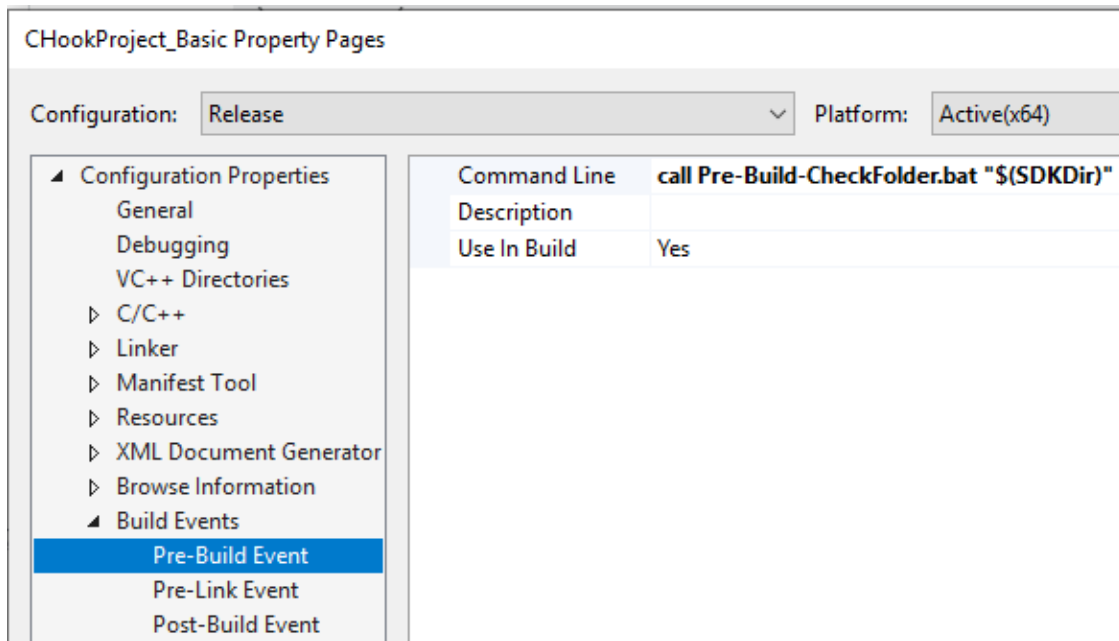 CHookProject_Basic Property Pages
Configuration: Release Platform: Active(x64)
Configuration Properties
General
Debugging
VC++ Directories
C/C++
Linker
Manifest Tool
Resources
XML Document Generator
Browse Information
Build Events
Pre-Build Event
Pre-Link Event
Post-Build Event
Command Line call Pre-Build-CheckFolder.bat "$(SDKDir)"
Description
Use In Build Yes